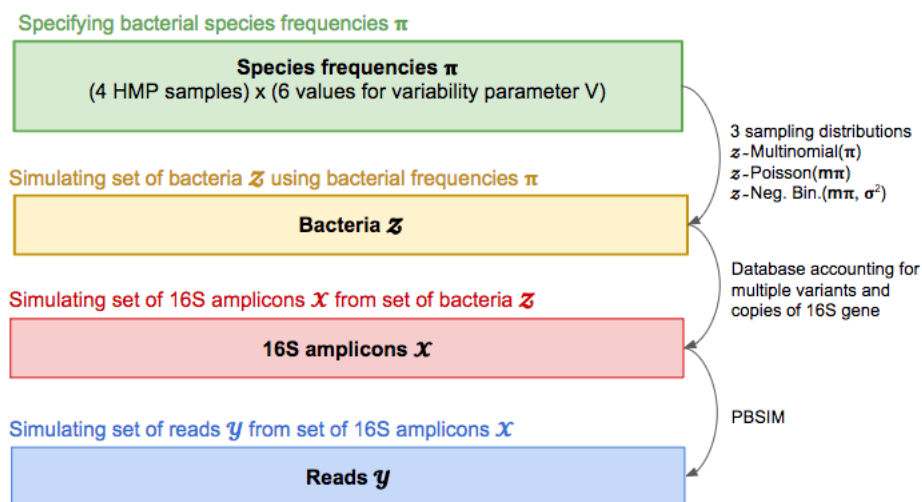 Specifying bacterial species frequencies π
Species frequencies π
(4 HMP samples) x (6 values for variability parameter V)
3 sampling distributions
z~Multinomial(π)
z~Poisson(mπ)
z~Neg. Bin.(mπ, σ²)
Simulating set of bacteria z using bacterial frequencies π
Bacteria z
Database accounting for
multiple variants and
copies of 16S gene
Simulating set of 16S amplicons x from set of bacteria z
16S amplicons x
PBSIM
Simulating set of reads y from set of 16S amplicons x
Reads y